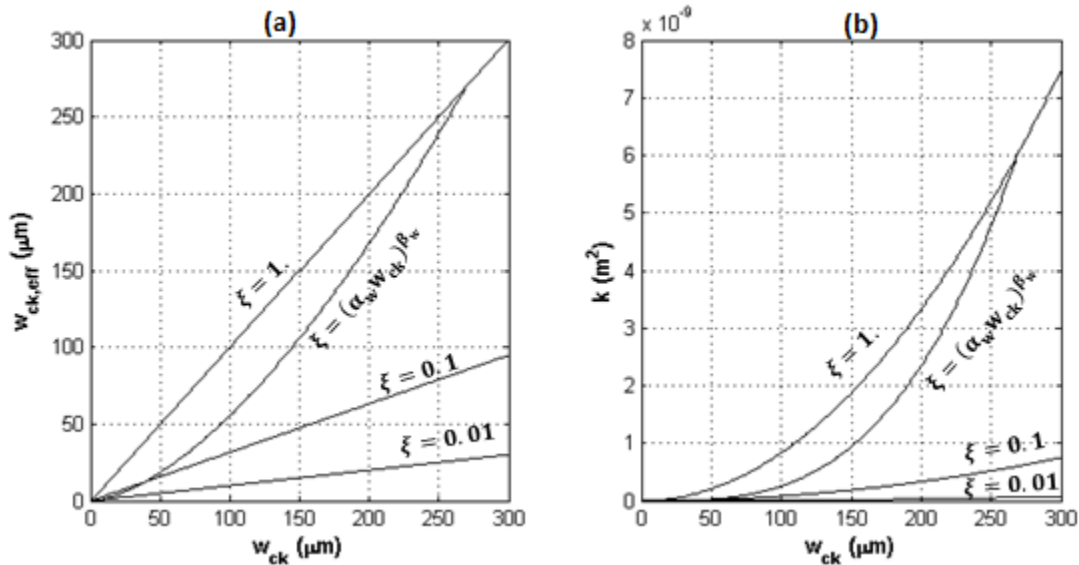 (a)
300
250
200
150
100
50
0
w_ck,eff (μm)
ξ = 1.
ξ = (α_w w_ck)^β_w
ξ = 0.1
ξ = 0.01
0 50 100 150 200 250 300
w_ck (μm)
(b)
x 10^-9
8
7
6
5
4
3
2
1
0
k (m²)
ξ = 1.
ξ = (α_w w_ck)^β_w
ξ = 0.1
ξ = 0.01
0 50 100 150 200 250 300
w_ck (μm)